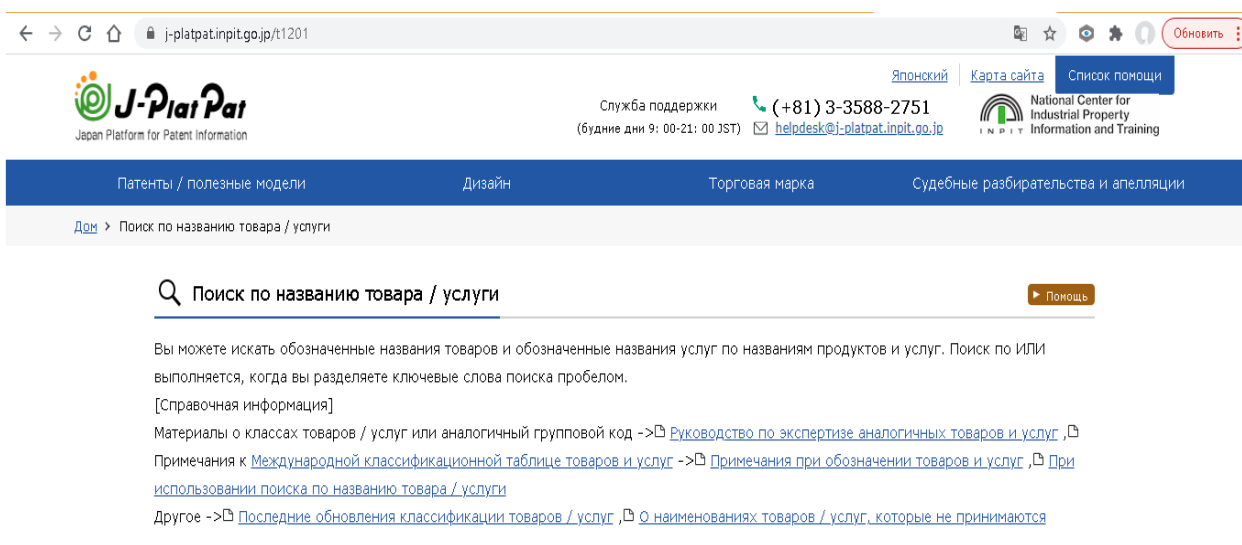 j-platpat.inpit.go.jp/t1201
Обновить
Японский Карта сайта Список помощи
J-PlatPat
Japan Platform for Patent Information
Служба поддержки (+81) 3-3588-2751
(будние дни 9: 00-21: 00 JST) helpdesk@j-platpat.inpit.go.jp
INPIT
National Center for
Industrial Property
Information and Training
Патенты / полезные модели Дизайн Торговая марка Судебные разбирательства и апелляции
Дом > Поиск по названию товара / услуги
Поиск по названию товара / услуги
Помощь
Вы можете искать обозначенные названия товаров и обозначенные названия услуг по названиям продуктов и услуг. Поиск по ИЛИ
выполняется, когда вы разделяете ключевые слова поиска пробелом.
[Справочная информация]
Материалы о классах товаров / услуг или аналогичный групповой код -> Руководство по экспертизе аналогичных товаров и услуг ,
Примечания к Международной классификационной таблице товаров и услуг -> Примечания при обозначении товаров и услуг , При
использовании поиска по названию товара / услуги
Другое -> Последние обновления классификации товаров / услуг , О наименованиях товаров / услуг, которые не принимаются